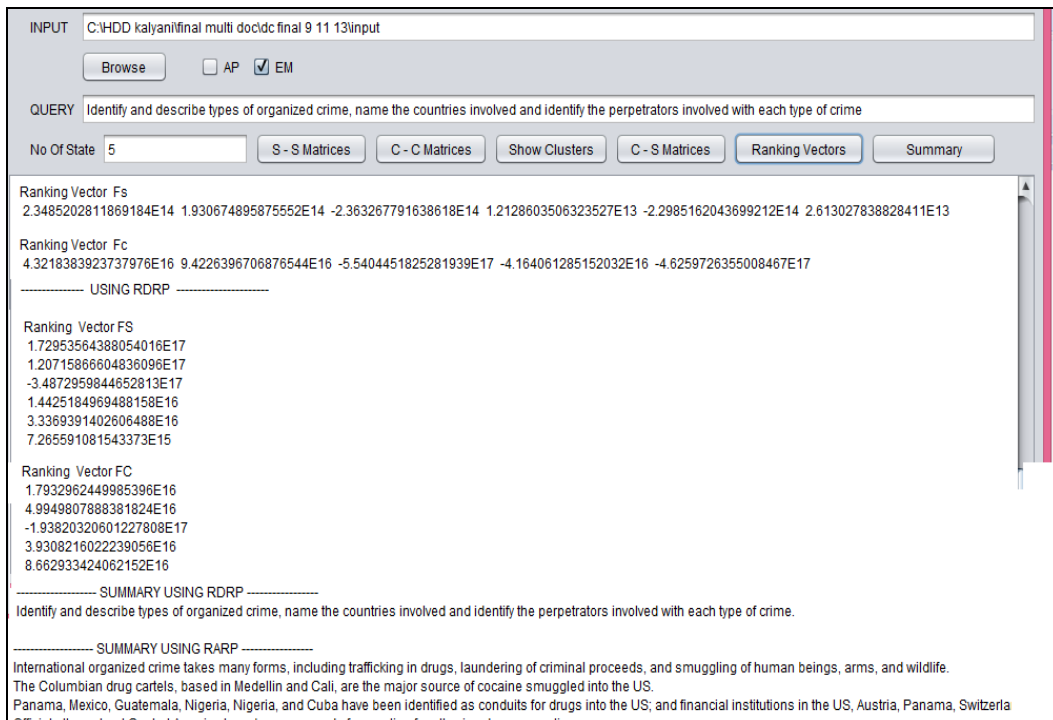 INPUT C:\HDD kalyani\final multi doc\dc final 9 11 13\input
Browse AP EM
QUERY Identify and describe types of organized crime, name the countries involved and identify the perpetrators involved with each type of crime
No Of State 5 S - S Matrices C - C Matrices Show Clusters C - S Matrices Ranking Vectors Summary
Ranking Vector Fs
2.3485202811869184E14 1.930674895875552E14 -2.363267791638618E14 1.2128603506323527E13 -2.2985162043699212E14 2.613027838828411E13
Ranking Vector Fc
4.3218383923737976E16 9.4226396706876544E16 -5.5404451825281939E17 -4.164061285152032E16 -4.6259726355008467E17
--------------- USING RDRP ----------------------
Ranking Vector FS
1.72953564388054016E17
1.20715866604836096E17
-3.4872959844652813E17
1.4425184969488158E16
3.3369391402606488E16
7.265591081543373E15
Ranking Vector FC
1.7932962449985396E16
4.9949807888381824E16
-1.93820320601227808E17
3.9308216022239056E16
8.662933424062152E16
------------------- SUMMARY USING RDRP -----------------
Identify and describe types of organized crime, name the countries involved and identify the perpetrators involved with each type of crime.
------------------- SUMMARY USING RARP -----------------
International organized crime takes many forms, including trafficking in drugs, laundering of criminal proceeds, and smuggling of human beings, arms, and wildlife.
The Columbian drug cartels, based in Medellin and Cali, are the major source of cocaine smuggled into the US.
Panama, Mexico, Guatemala, Nigeria, Nigeria, and Cuba have been identified as conduits for drugs into the US; and financial institutions in the US, Austria, Panama, Switzerla